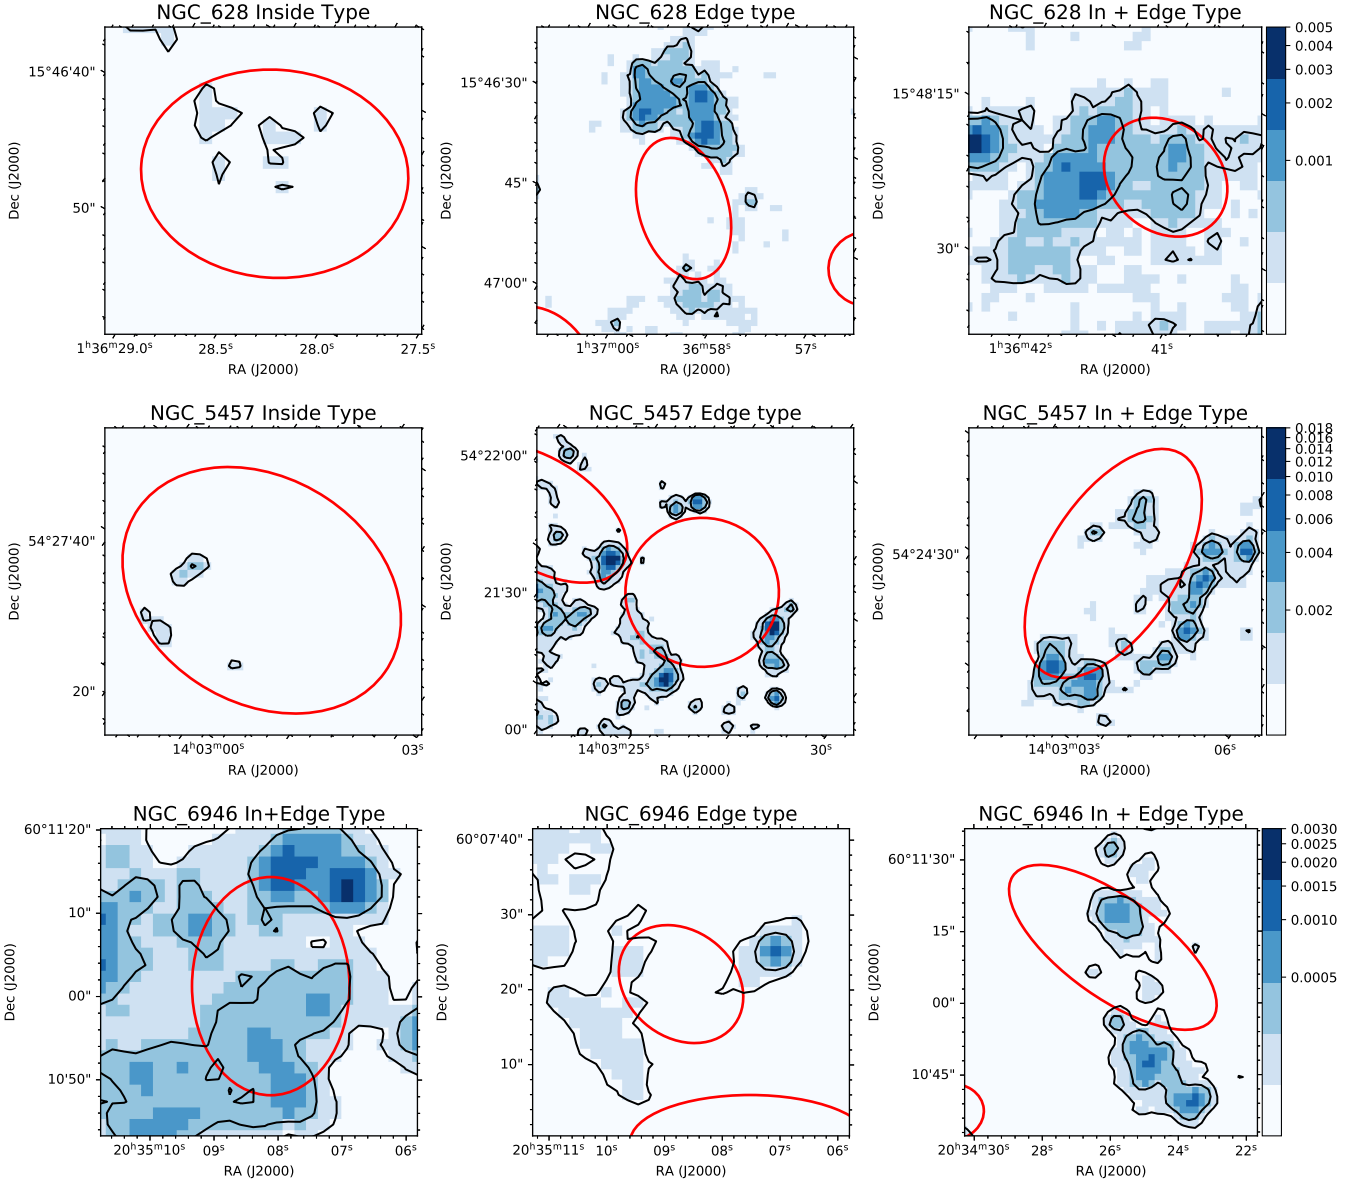 NGC_628 Inside Type
NGC_628 Edge type
NGC_628 In + Edge Type
15°46'40"
50"
Dec (J2000)
1ʰ36ᵐ29.0ˢ 28.5ˢ 28.0ˢ 27.5ˢ
RA (J2000)
15°46'30"
45"
47'00"
Dec (J2000)
1ʰ37ᵐ00ˢ 36ᵐ58ˢ 57ˢ
RA (J2000)
15°48'15"
30"
Dec (J2000)
1ʰ36ᵐ42ˢ 41ˢ
RA (J2000)
0.005
0.004
0.003
0.002
0.001
NGC_5457 Inside Type
NGC_5457 Edge type
NGC_5457 In + Edge Type
54°27'40"
20"
Dec (J2000)
14ʰ03ᵐ00ˢ 03ˢ
RA (J2000)
54°22'00"
21'30"
00"
Dec (J2000)
14ʰ03ᵐ25ˢ 30ˢ
RA (J2000)
54°24'30"
Dec (J2000)
14ʰ03ᵐ03ˢ 06ˢ
RA (J2000)
0.018
0.016
0.014
0.012
0.010
0.008
0.006
0.004
0.002
NGC_6946 In+Edge Type
NGC_6946 Edge type
NGC_6946 In + Edge Type
60°11'20"
10"
00"
10'50"
Dec (J2000)
20ʰ35ᵐ10ˢ 09ˢ 08ˢ 07ˢ 06ˢ
RA (J2000)
60°07'40"
30"
20"
10"
Dec (J2000)
20ʰ35ᵐ11ˢ 10ˢ 09ˢ 08ˢ 07ˢ 06ˢ
RA (J2000)
60°11'30"
15"
00"
10'45"
Dec (J2000)
20ʰ34ᵐ30ˢ 28ˢ 26ˢ 24ˢ 22ˢ
RA (J2000)
0.0030
0.0025
0.0020
0.0015
0.0010
0.0005